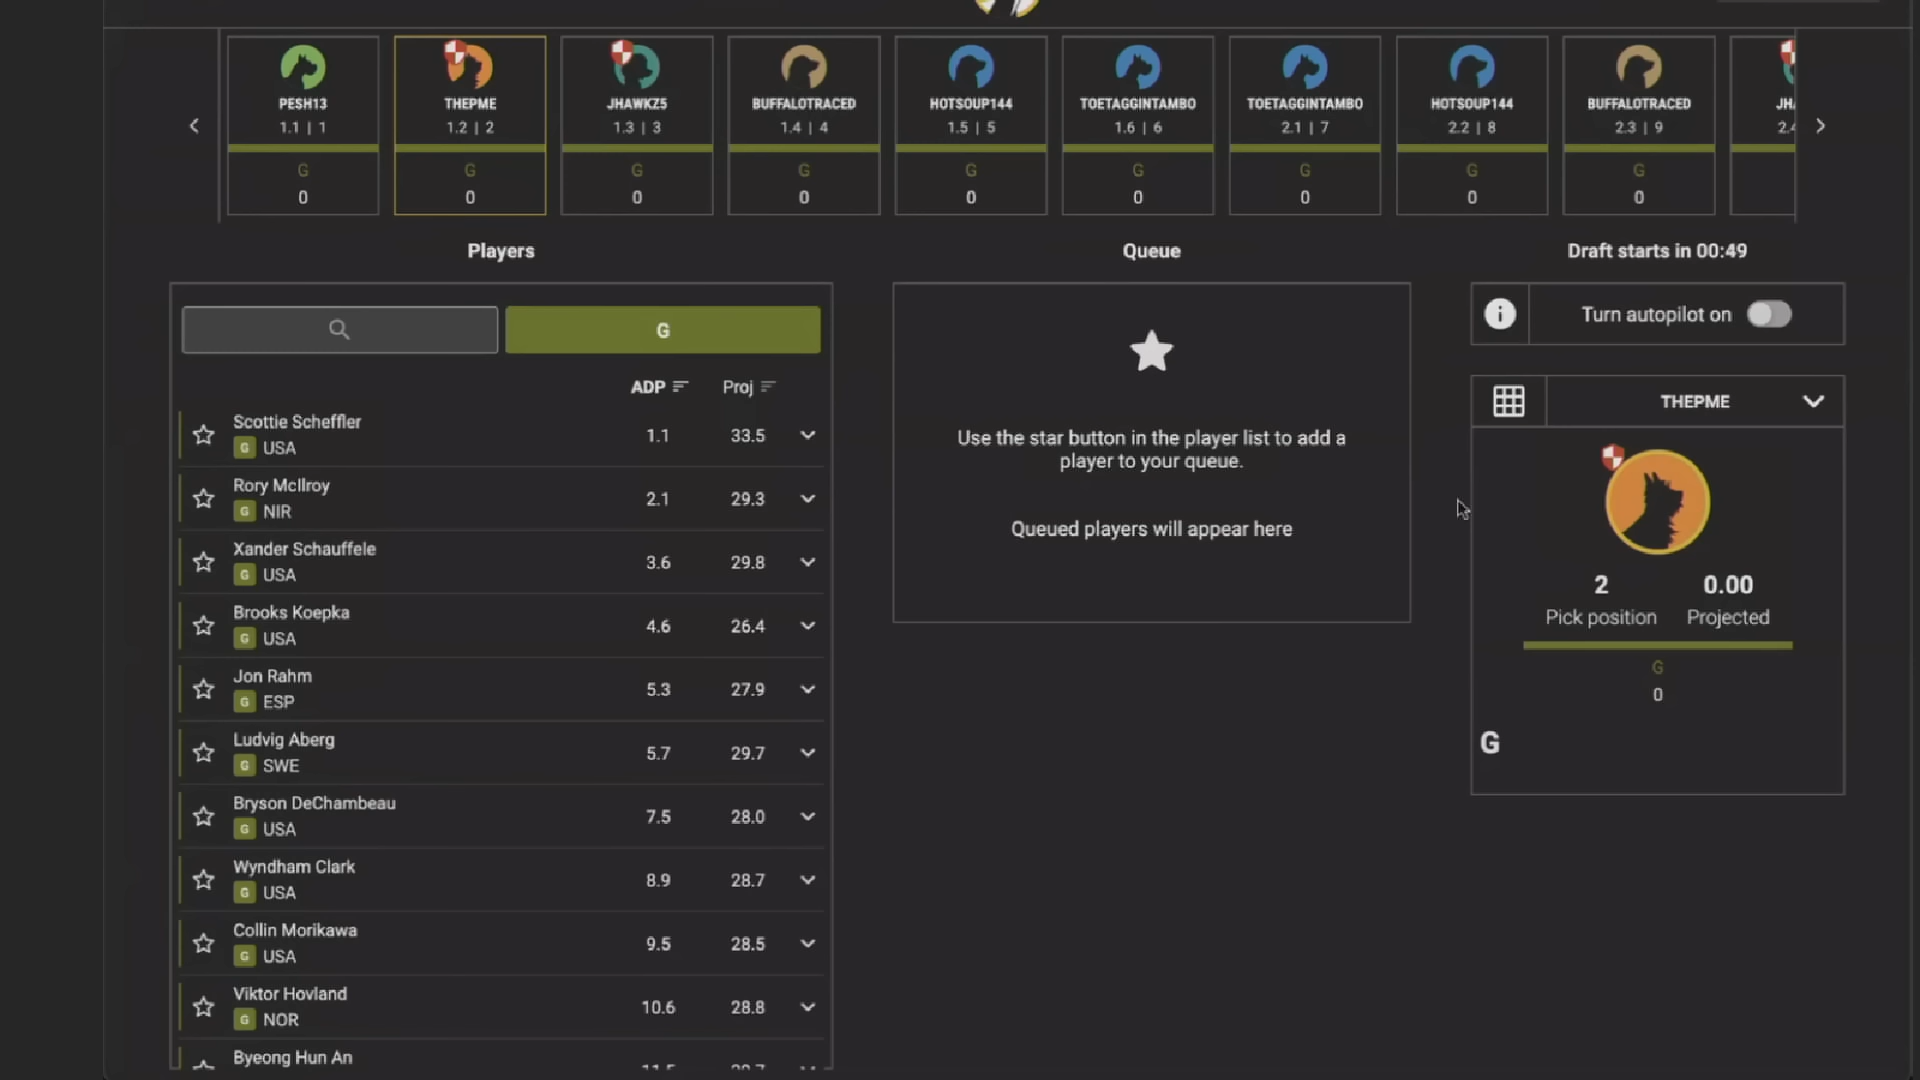 PESH13
1.1 | 1
G
0
THEPME
1.2 | 2
G
0
JHAWKZ5
1.3 | 3
G
0
BUFFALOTRACED
1.4 | 4
G
0
HOTSOUP144
1.5 | 5
G
0
TOETAGGINTAMBO
1.6 | 6
G
0
TOETAGGINTAMBO
2.1 | 7
G
0
HOTSOUP144
2.2 | 8
G
0
BUFFALOTRACED
2.3 | 9
G
0
Players
Queue
Draft starts in 00:49
G
ADP Proj
Scottie Scheffler
G USA
1.1 33.5
Rory McIlroy
G NIR
2.1 29.3
Xander Schauffele
G USA
3.6 29.8
Brooks Koepka
G USA
4.6 26.4
Jon Rahm
G ESP
5.3 27.9
Ludvig Aberg
G SWE
5.7 29.7
Bryson DeChambeau
G USA
7.5 28.0
Wyndham Clark
G USA
8.9 28.7
Collin Morikawa
G USA
9.5 28.5
Viktor Hovland
G NOR
10.6 28.8
Byeong Hun An
Use the star button in the player list to add a
player to your queue.
Queued players will appear here
Turn autopilot on
THEPME
2 0.00
Pick position Projected
G
0
G